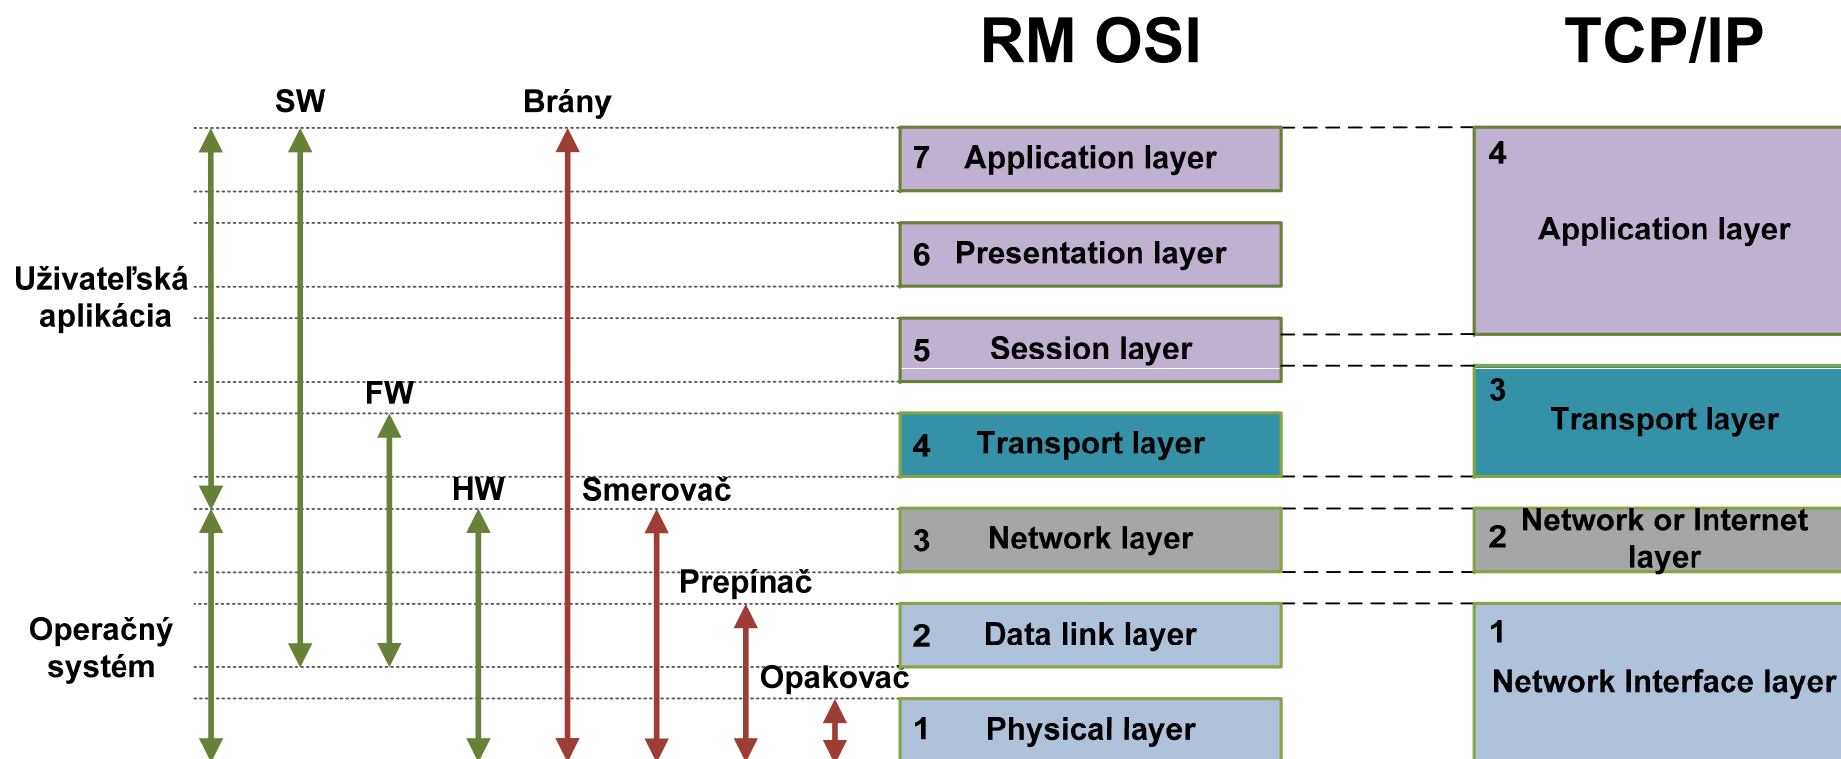 RM OSI
TCP/IP
SW
Brány
7 Application layer
4
Application layer
6 Presentation layer
Užívateľská
aplikácia
5 Session layer
FW
3
Transport layer
4 Transport layer
HW
Smerovač
3 Network layer
2 Network or Internet
layer
Prepínač
Operačný
systém
2 Data link layer
1
Network Interface layer
Opakovač
1 Physical layer